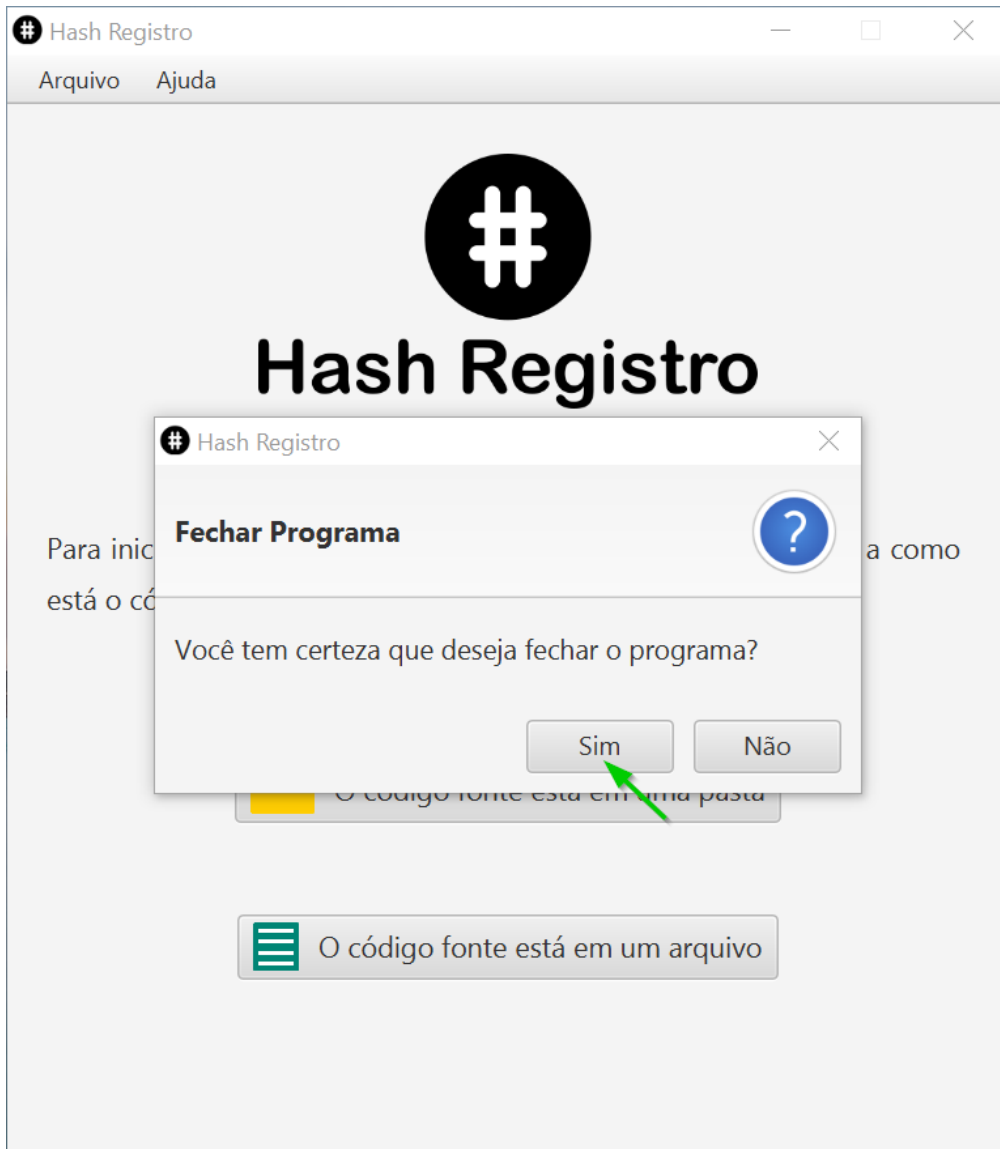 Hash Registro
Arquivo Ajuda
Hash Registro
Hash Registro
Fechar Programa
?
Para inic
a como
está o có
Você tem certeza que deseja fechar o programa?
Sim Não
O código fonte está em uma pasta
O código fonte está em um arquivo